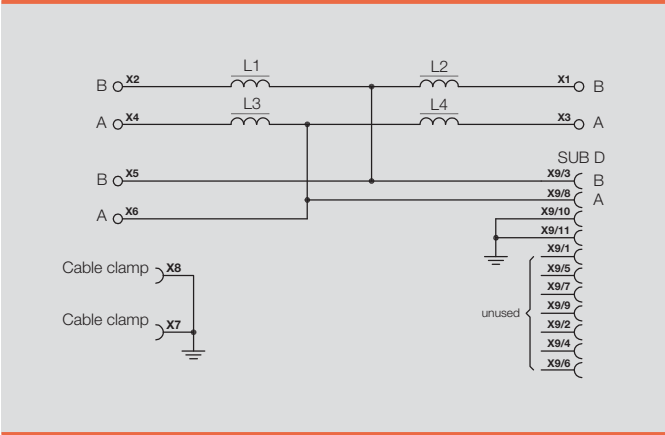 L1 L2
B X2 X1 B
L3 L4
A X4 X3 A
SUB D
B X5 X9/3 B
X9/8 A
A X6 X9/10
X9/11
X9/1
Cable clamp X8 X9/5
X9/7
unused X9/9
Cable clamp X7 X9/2
X9/4
X9/6